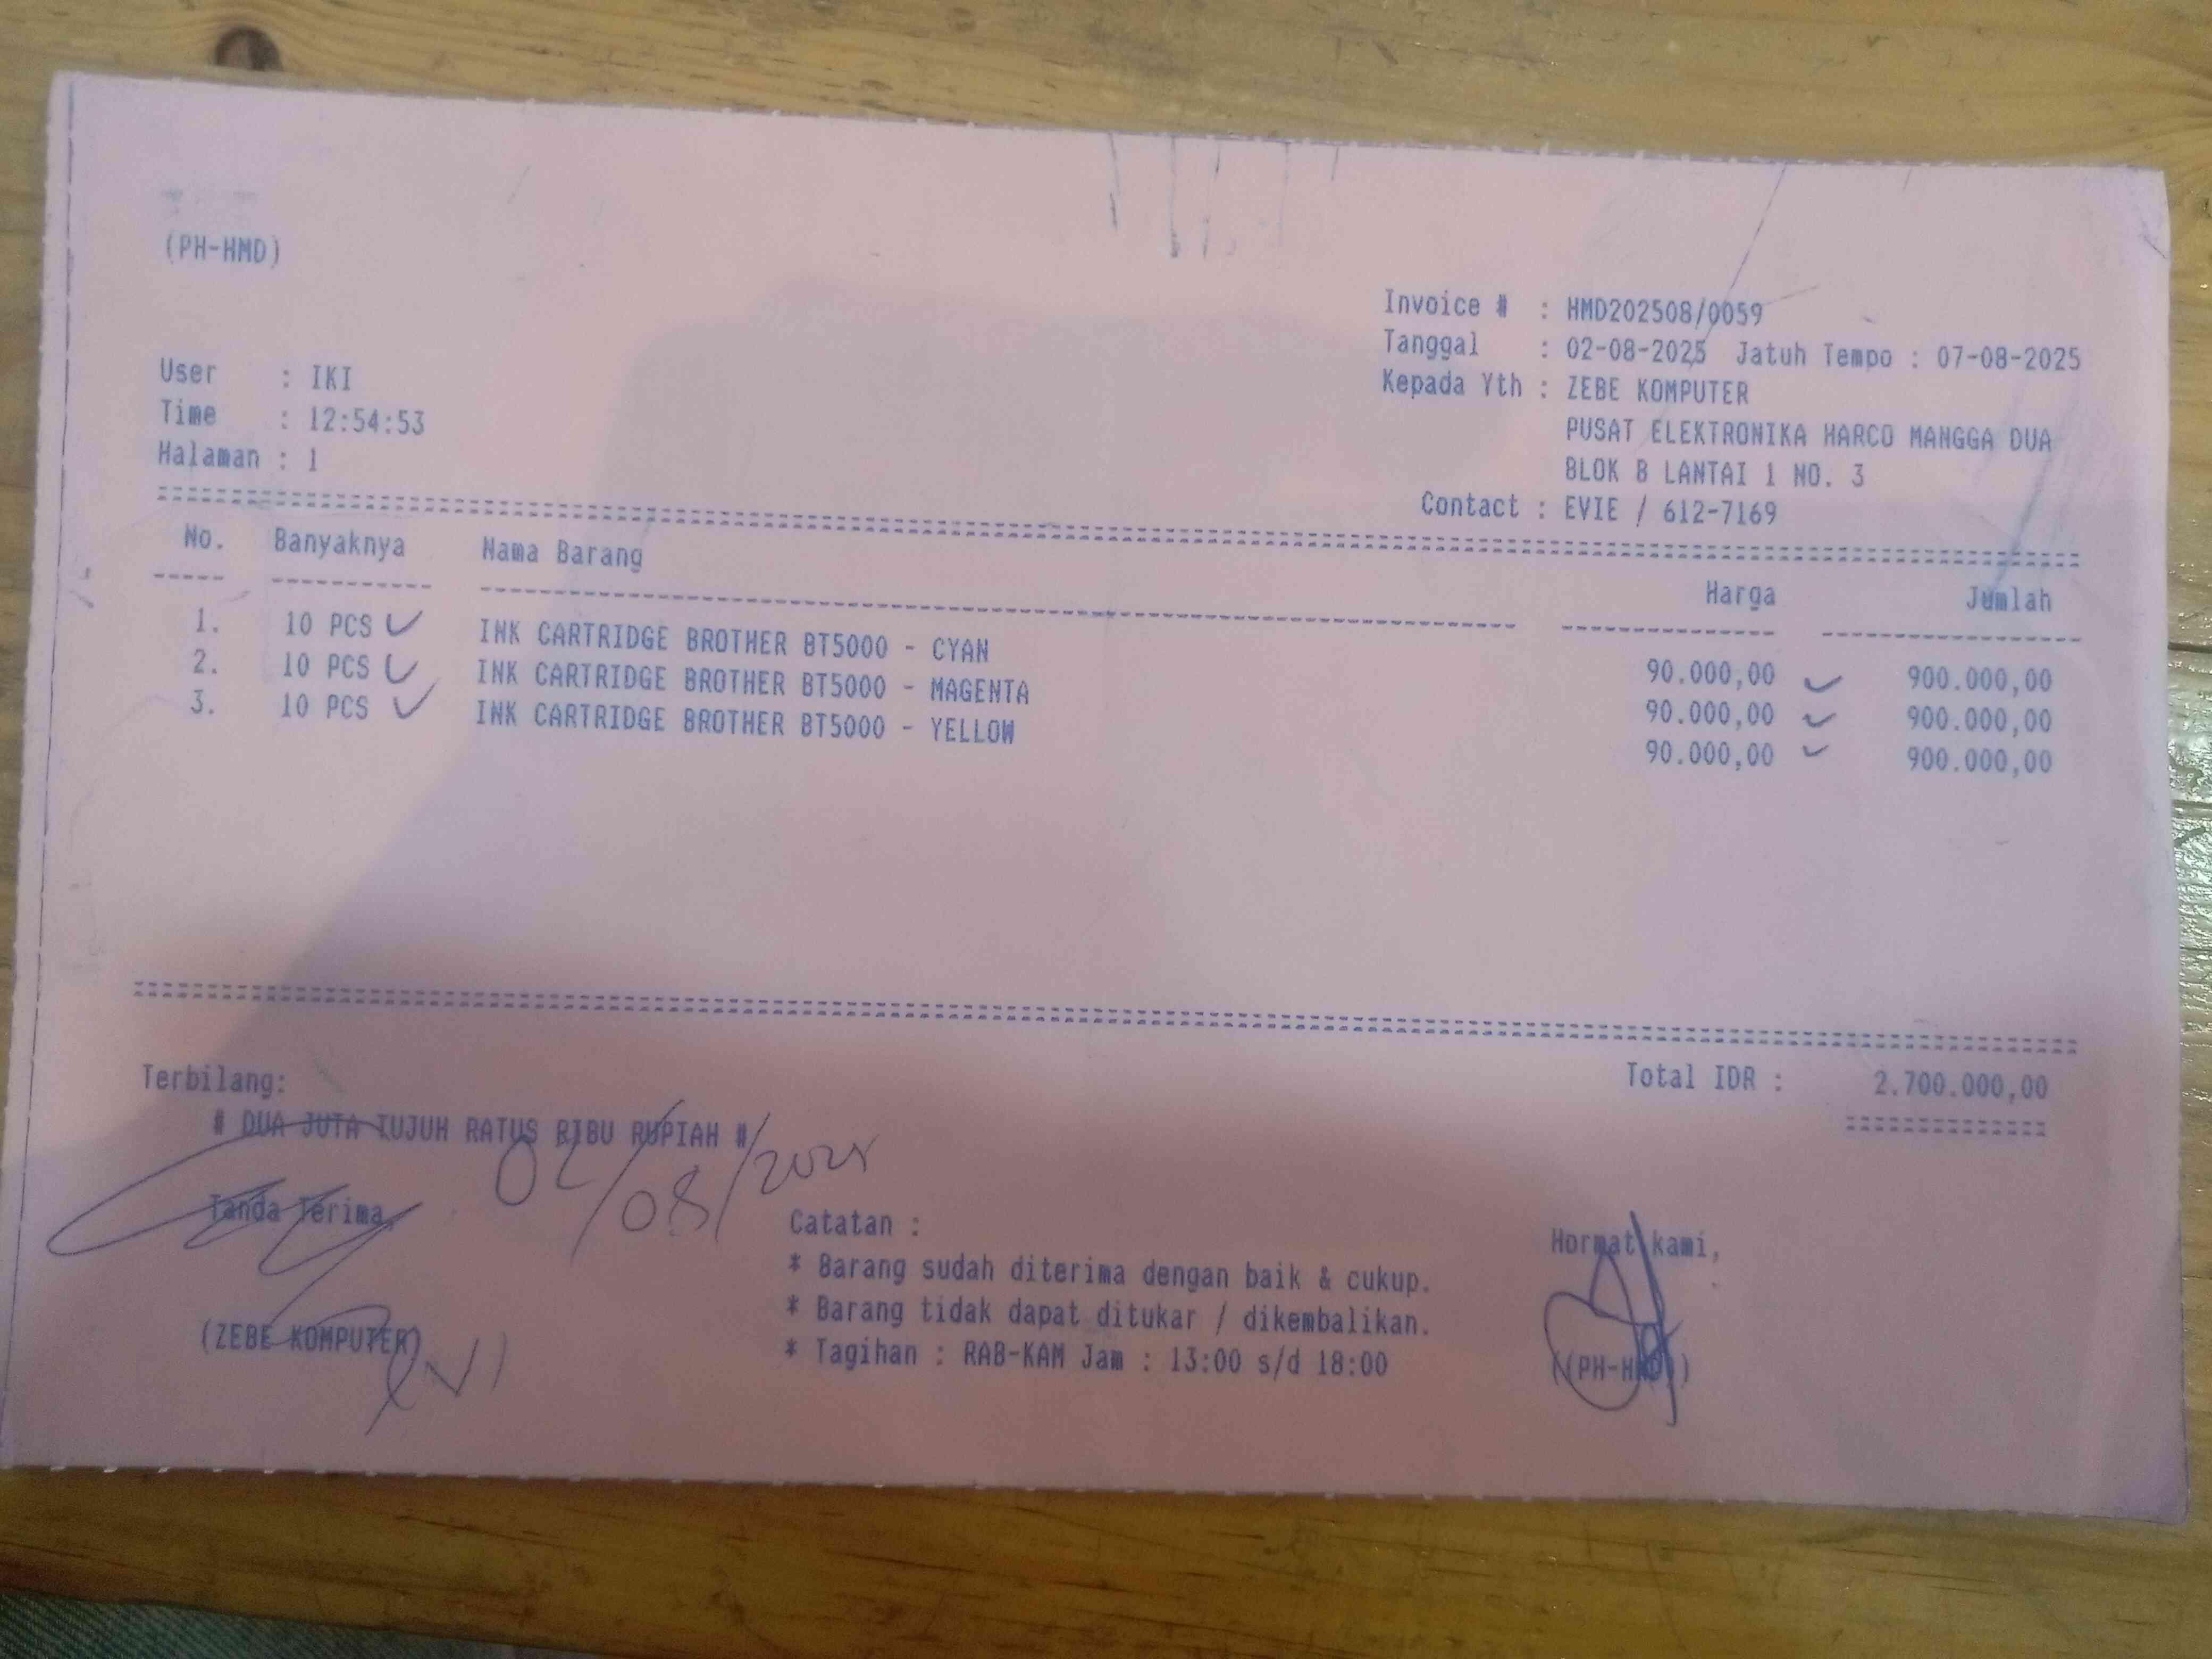 (PH-HMD)
Invoice # : HMD202508/0059
Tanggal : 02-08-2025 Jatuh Tempo : 07-08-2025
Kepada Yth : ZEBE KOMPUTER
PUSAT ELEKTRONIKA HARCO MANGGA DUA
BLOK B LANTAI 1 NO. 3
Contact : EVIE / 612-7169
User : IKI
Time : 12:54:53
Halaman : 1
No. Banyaknya Nama Barang Harga Jumlah
1. 10 PCS INK CARTRIDGE BROTHER BT5000 - CYAN 90.000,00 900.000,00
2. 10 PCS INK CARTRIDGE BROTHER BT5000 - MAGENTA 90.000,00 900.000,00
3. 10 PCS INK CARTRIDGE BROTHER BT5000 - YELLOW 90.000,00 900.000,00
Total IDR : 2.700.000,00
Terbilang:
# DUA JUTA TUJUH RATUS RIBU RUPIAH #
Tanda Terima,
(ZEBE KOMPUTER)
Catatan :
* Barang sudah diterima dengan baik & cukup.
* Barang tidak dapat ditukar / dikembalikan.
* Tagihan : RAB-KAM Jam : 13:00 s/d 18:00
Hormat kami,
(PH-HMD)